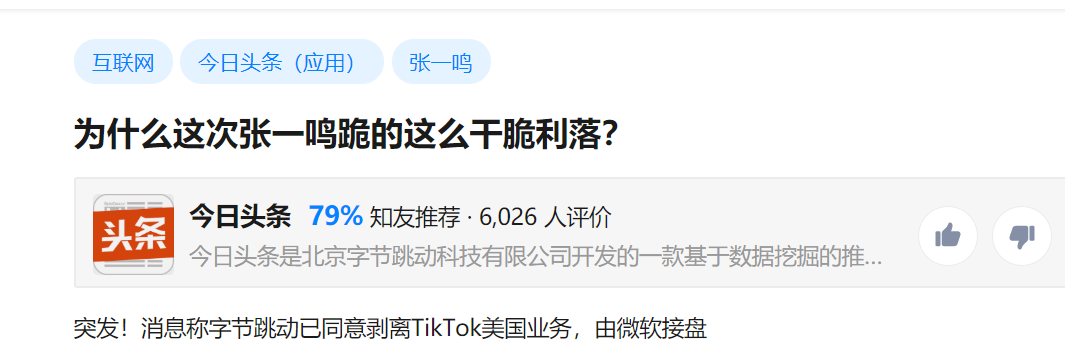 互联网 今日头条（应用） 张一鸣
为什么这次张一鸣跪的这么干脆利落？
头条
今日头条 79% 知友推荐 · 6,026 人评价
今日头条是北京字节跳动科技有限公司开发的一款基于数据挖掘的推...
突发！消息称字节跳动已同意剥离TikTok美国业务，由微软接盘